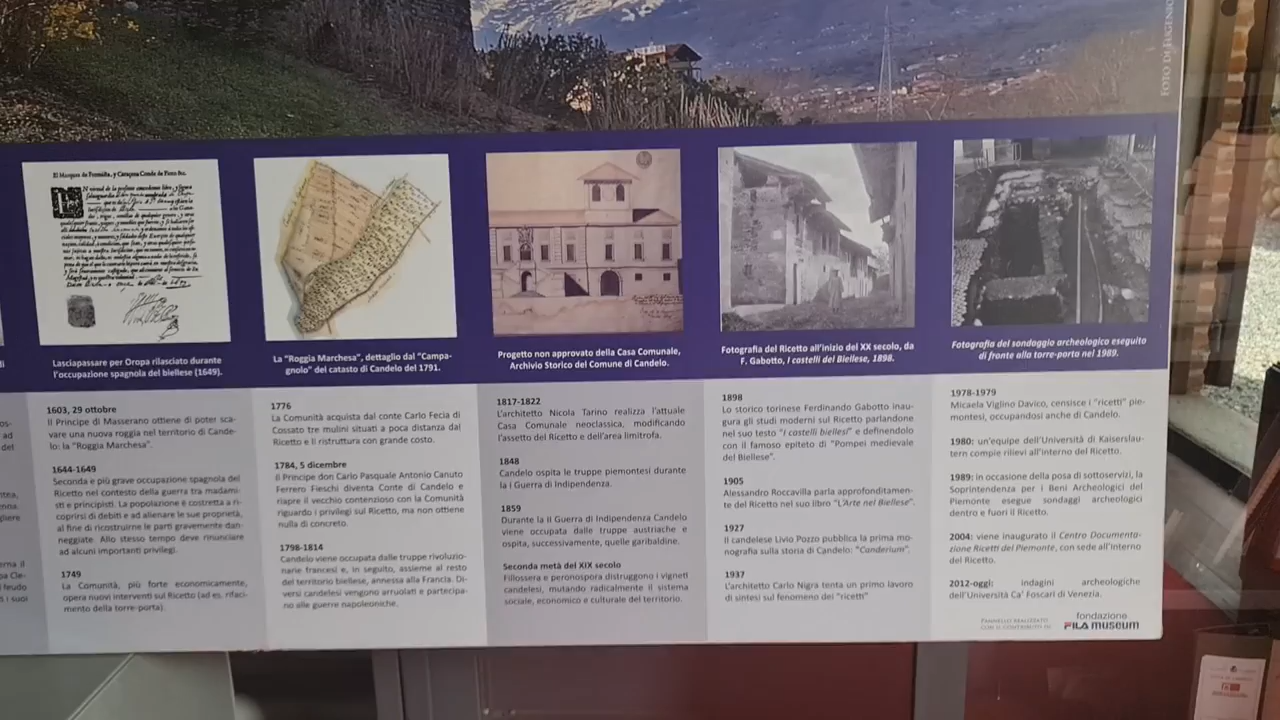 FOTO DI EUGENIO
El Marques de
Lasciapassare per Oropa rilasciato durante
l'occupazione spagnola del biellese (1649).
La "Roggia Marchesa", dettaglio dal "Campa-
gnolo" del catasto di Candelo del 1791.
Progetto non approvato della Casa Comunale,
Archivio Storico del Comune di Candelo.
Fotografia del Ricetto all'inizio del XX secolo, da
F. Gabotto, I castelli del Biellese, 1898.
Fotografia del sondaggio archeologico eseguito
di fronte alla torre-porta nel 1989.
1603, 29 ottobre
Il Principe di Masserano ottiene di poter sca-
vare una nuova roggia nel territorio di Cande-
lo: la "Roggia Marchesa".
1644-1649
Seconda e più grave occupazione spagnola del
Ricetto nel contesto della guerra tra madami-
sti e principisti. La popolazione è costretta a ri-
coprirsi di debiti e ad alienare le sue proprietà,
al fine di ricostruirne le parti gravemente dan-
neggiate. Allo stesso tempo deve rinunciare
ad alcuni importanti privilegi.
1749
La Comunità, più forte economicamente,
opera nuovi interventi sul Ricetto (ad es. rifaci-
mento della torre-porta).
1776
La Comunità acquista dal conte Carlo Fecia di
Cossato tre mulini situati a poca distanza dal
Ricetto e li ristruttura con grande costo.
1784, 5 dicembre
Il Principe don Carlo Pasquale Antonio Canuto
Ferrero Fieschi diventa Conte di Candelo e
riapre il vecchio contenzioso con la Comunità
riguardo i privilegi sul Ricetto, ma non ottiene
nulla di concreto.
1798-1814
Candelo viene occupata dalle truppe rivoluzio-
narie francesi e, in seguito, assieme al resto
del territorio biellese, annessa alla Francia. Di-
versi candelesi vengono arruolati e partecipa-
no alle guerre napoleoniche.
1817-1822
L'architetto Nicola Tarino realizza l'attuale
Casa Comunale neoclassica, modificando
l'assetto del Ricetto e dell'area limitrofa.
1848
Candelo ospita le truppe piemontesi durante
la I Guerra di Indipendenza.
1859
Durante la II Guerra di Indipendenza Candelo
viene occupata dalle truppe austriache e
ospita, successivamente, quelle garibaldine.
Seconda metà del XIX secolo
Fillossera e peronospora distruggono i vigneti
candelesi, mutando radicalmente il sistema
sociale, economico e culturale del territorio.
1898
Lo storico torinese Ferdinando Gabotto inau-
gura gli studi moderni sul Ricetto parlandone
nel suo testo "I castelli biellesi" e definendolo
con il famoso epiteto di "Pompei medievale
del Biellese".
1905
Alessandro Roccavilla parla approfonditamen-
te del Ricetto nel suo libro "L'Arte nel Biellese".
1927
Il candelese Livio Pozzo pubblica la prima mo-
nografia sulla storia di Candelo: "Canderium".
1937
L'architetto Carlo Nigra tenta un primo lavoro
di sintesi sul fenomeno dei "ricetti"
1978-1979
Micaela Viglino Davico, censisce i "ricetti" pie-
montesi, occupandosi anche di Candelo.
1980: un'equipe dell'Università di Kaiserslau-
tern compie rilievi all'interno del Ricetto.
1989: in occasione della posa di sottoservizi, la
Soprintendenza per i Beni Archeologici del
Piemonte esegue sondaggi archeologici
dentro e fuori il Ricetto.
2004: viene inaugurato il Centro Documenta-
zione Ricetti del Piemonte, con sede all'interno
del Ricetto.
2012-oggi: indagini archeologiche
dell'Università Ca' Foscari di Venezia.
PANNELLO REALIZZATO
CON IL CONTRIBUTO DI
fondazione
FILA museum